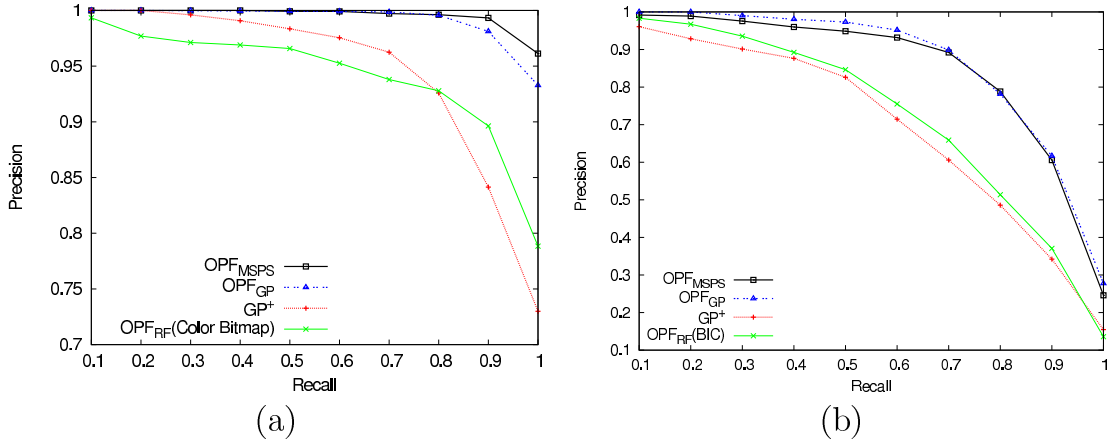 1
0.95
0.9
0.85
0.8
0.75
0.7
Precision
OPF_MSPS
OPF_GP
GP^+
OPF_RF(Color Bitmap)
0.1 0.2 0.3 0.4 0.5 0.6 0.7 0.8 0.9 1
Recall
(a)
1
0.9
0.8
0.7
0.6
0.5
0.4
0.3
0.2
0.1
Precision
OPF_MSPS
OPF_GP
GP^+
OPF_RF(BIC)
0.1 0.2 0.3 0.4 0.5 0.6 0.7 0.8 0.9 1
Recall
(b)